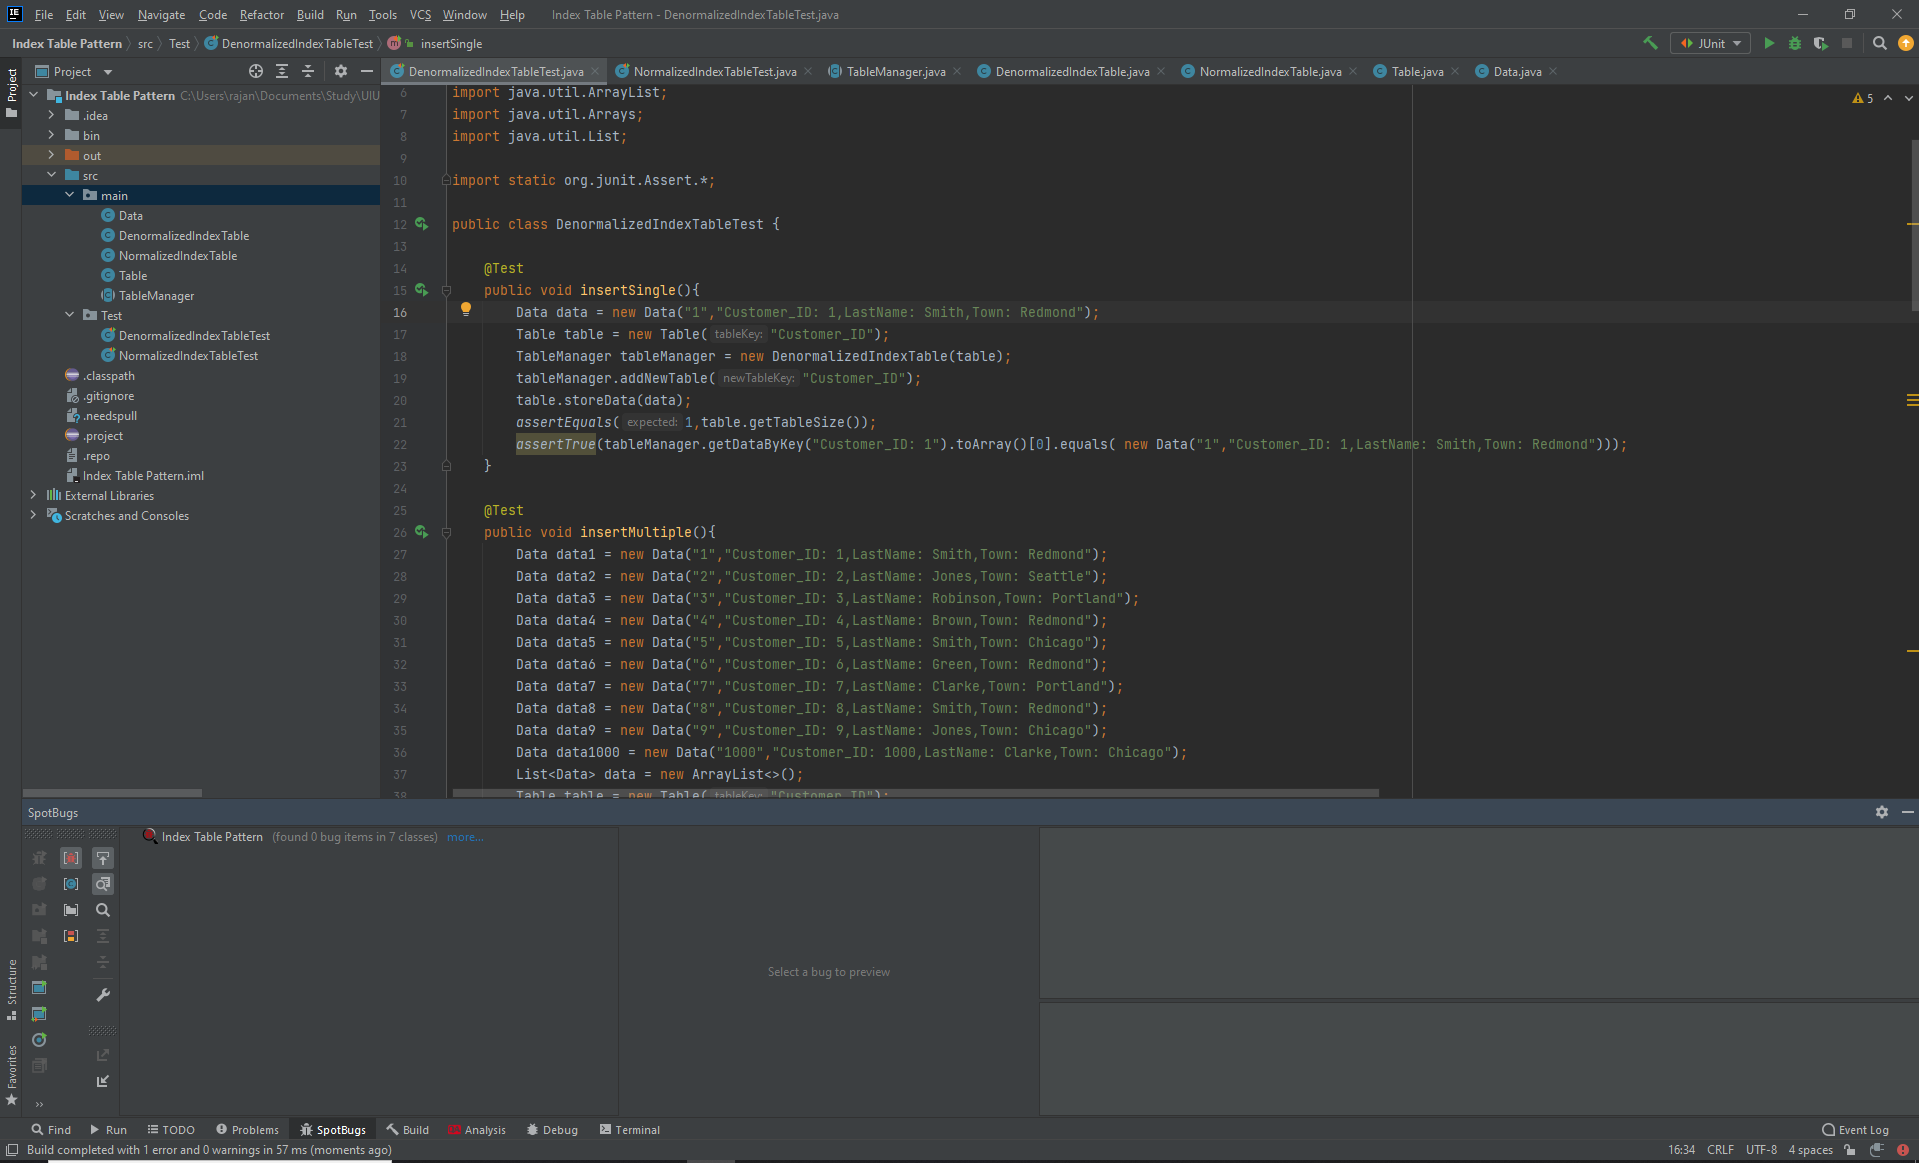 File Edit View Navigate Code Refactor Build Run Tools VCS Window Help Index Table Pattern - DenormalizedIndexTableTest.java
Index Table Pattern src Test DenormalizedIndexTableTest insertSingle JUnit
Project
Project
DenormalizedIndexTableTest.java NormalizedIndexTableTest.java TableManager.java DenormalizedIndexTable.java NormalizedIndexTable.java Table.java Data.java
Index Table Pattern C:\Users\rajan\Documents\Study\UIU
.idea
bin
out
src
main
Data
DenormalizedIndexTable
NormalizedIndexTable
Table
TableManager
Test
DenormalizedIndexTableTest
NormalizedIndexTableTest
.classpath
.gitignore
.needspull
.project
.repo
Index Table Pattern.iml
External Libraries
Scratches and Consoles
5
6 import java.util.ArrayList;
7 import java.util.Arrays;
8 import java.util.List;
9
10 import static org.junit.Assert.*;
11
12 public class DenormalizedIndexTableTest {
13
14 @Test
15 public void insertSingle(){
16 Data data = new Data("1","Customer_ID: 1,LastName: Smith,Town: Redmond");
17 Table table = new Table( tableKey: "Customer_ID");
18 TableManager tableManager = new DenormalizedIndexTable(table);
19 tableManager.addNewTable( newTableKey: "Customer_ID");
20 table.storeData(data);
21 assertEquals( expected: 1,table.getTableSize());
22 assertTrue(tableManager.getDataByKey("Customer_ID: 1").toArray()[0].equals( new Data("1","Customer_ID: 1,LastName: Smith,Town: Redmond")));
23 }
24
25 @Test
26 public void insertMultiple(){
27 Data data1 = new Data("1","Customer_ID: 1,LastName: Smith,Town: Redmond");
28 Data data2 = new Data("2","Customer_ID: 2,LastName: Jones,Town: Seattle");
29 Data data3 = new Data("3","Customer_ID: 3,LastName: Robinson,Town: Portland");
30 Data data4 = new Data("4","Customer_ID: 4,LastName: Brown,Town: Redmond");
31 Data data5 = new Data("5","Customer_ID: 5,LastName: Smith,Town: Chicago");
32 Data data6 = new Data("6","Customer_ID: 6,LastName: Green,Town: Redmond");
33 Data data7 = new Data("7","Customer_ID: 7,LastName: Clarke,Town: Portland");
34 Data data8 = new Data("8","Customer_ID: 8,LastName: Smith,Town: Redmond");
35 Data data9 = new Data("9","Customer_ID: 9,LastName: Jones,Town: Chicago");
36 Data data1000 = new Data("1000","Customer_ID: 1000,LastName: Clarke,Town: Chicago");
37 List<Data> data = new ArrayList<>();
38 Table table = new Table( tableKey: "Customer_ID");
SpotBugs
Index Table Pattern (found 0 bug items in 7 classes) more...
Select a bug to preview
Structure
Favorites
Find Run TODO Problems SpotBugs Build Analysis Debug Terminal Event Log
Build completed with 1 error and 0 warnings in 57 ms (moments ago) 16:34 CRLF UTF-8 4 spaces